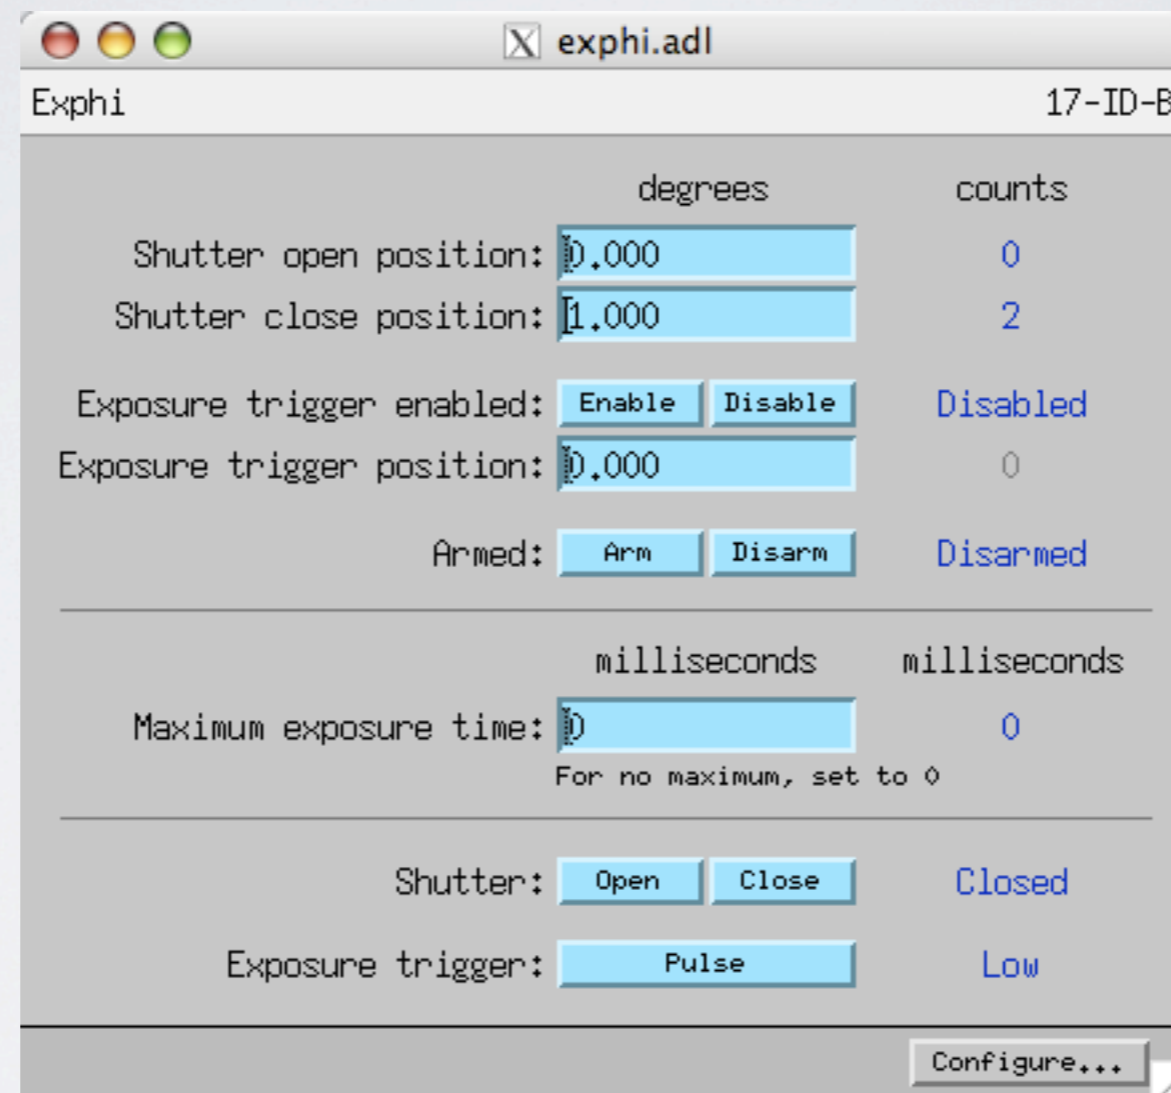 exphi.adl
Exphi 17-ID-B
degrees counts
Shutter open position: 0.000 0
Shutter close position: 1.000 2
Exposure trigger enabled: Enable Disable Disabled
Exposure trigger position: 0.000 0
Armed: Arm Disarm Disarmed
milliseconds milliseconds
Maximum exposure time: 0 0
For no maximum, set to 0
Shutter: Open Close Closed
Exposure trigger: Pulse Low
Configure...